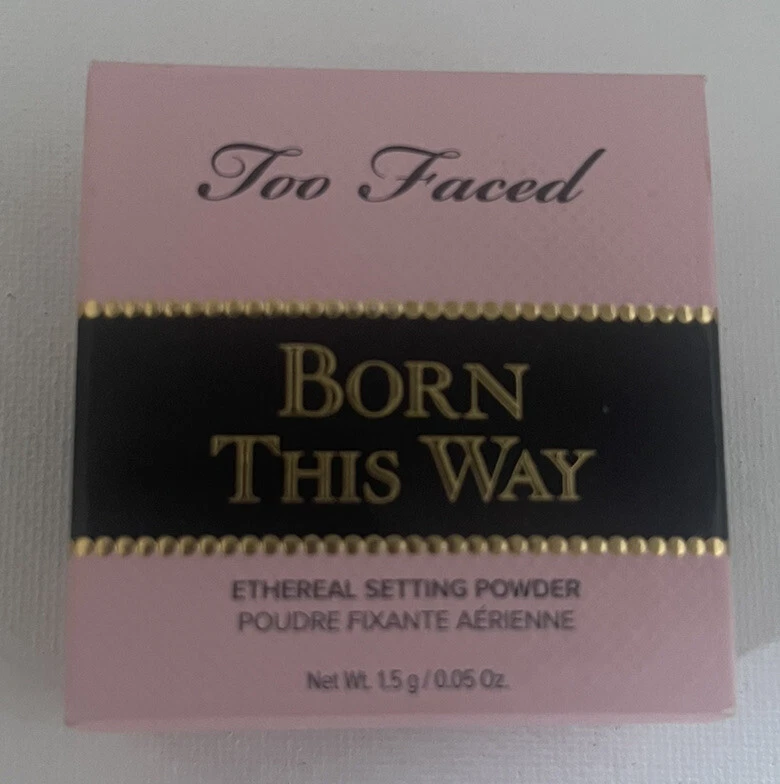 Too Faced
BORN
THIS WAY
ETHEREAL SETTING POWDER
POUDRE FIXANTE AÉRIENNE
Net Wt. 1.5 g / 0.05 Oz.